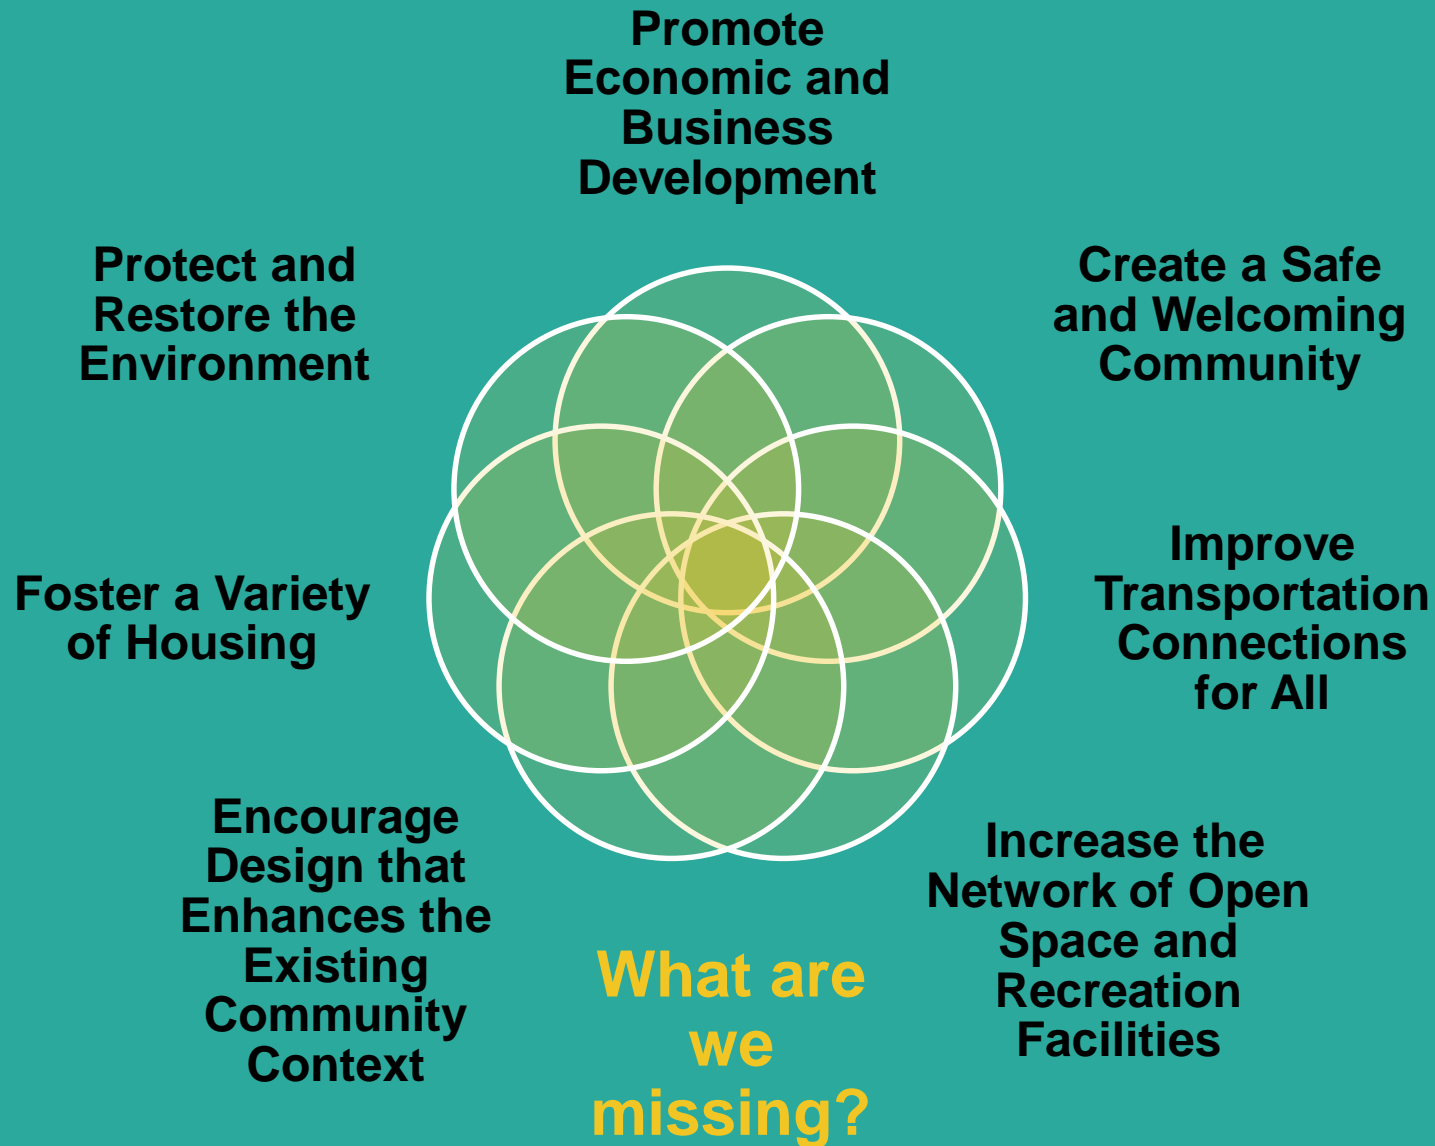 Promote
Economic and
Business
Development
Protect and
Restore the
Environment
Create a Safe
and Welcoming
Community
Foster a Variety
of Housing
Improve
Transportation
Connections
for All
Encourage
Design that
Enhances the
Existing
Community
Context
Increase the
Network of Open
Space and
Recreation
Facilities
What are
we
missing?